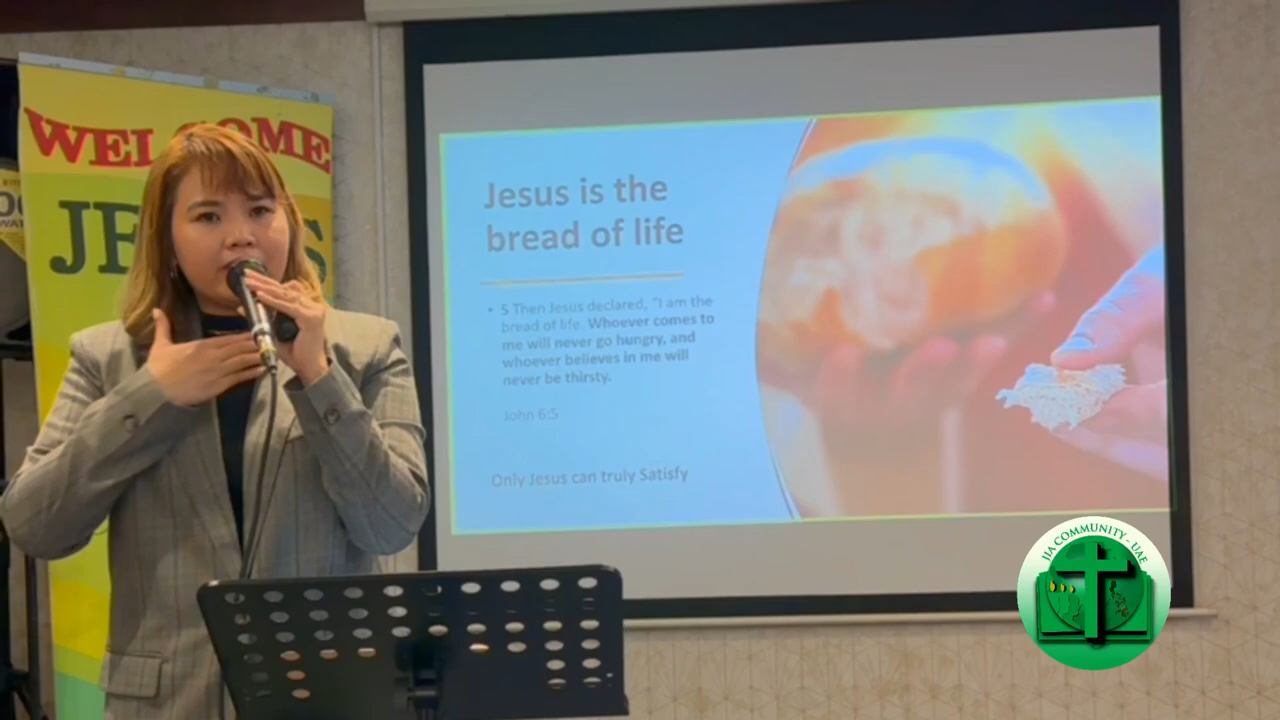 WELCOME
JESUS
Jesus is the
bread of life
• 5 Then Jesus declared, "I am the
bread of life. Whoever comes to
me will never go hungry, and
whoever believes in me will
never be thirsty.
John 6:5
Only Jesus can truly Satisfy
JIA COMMUNITY - UAE